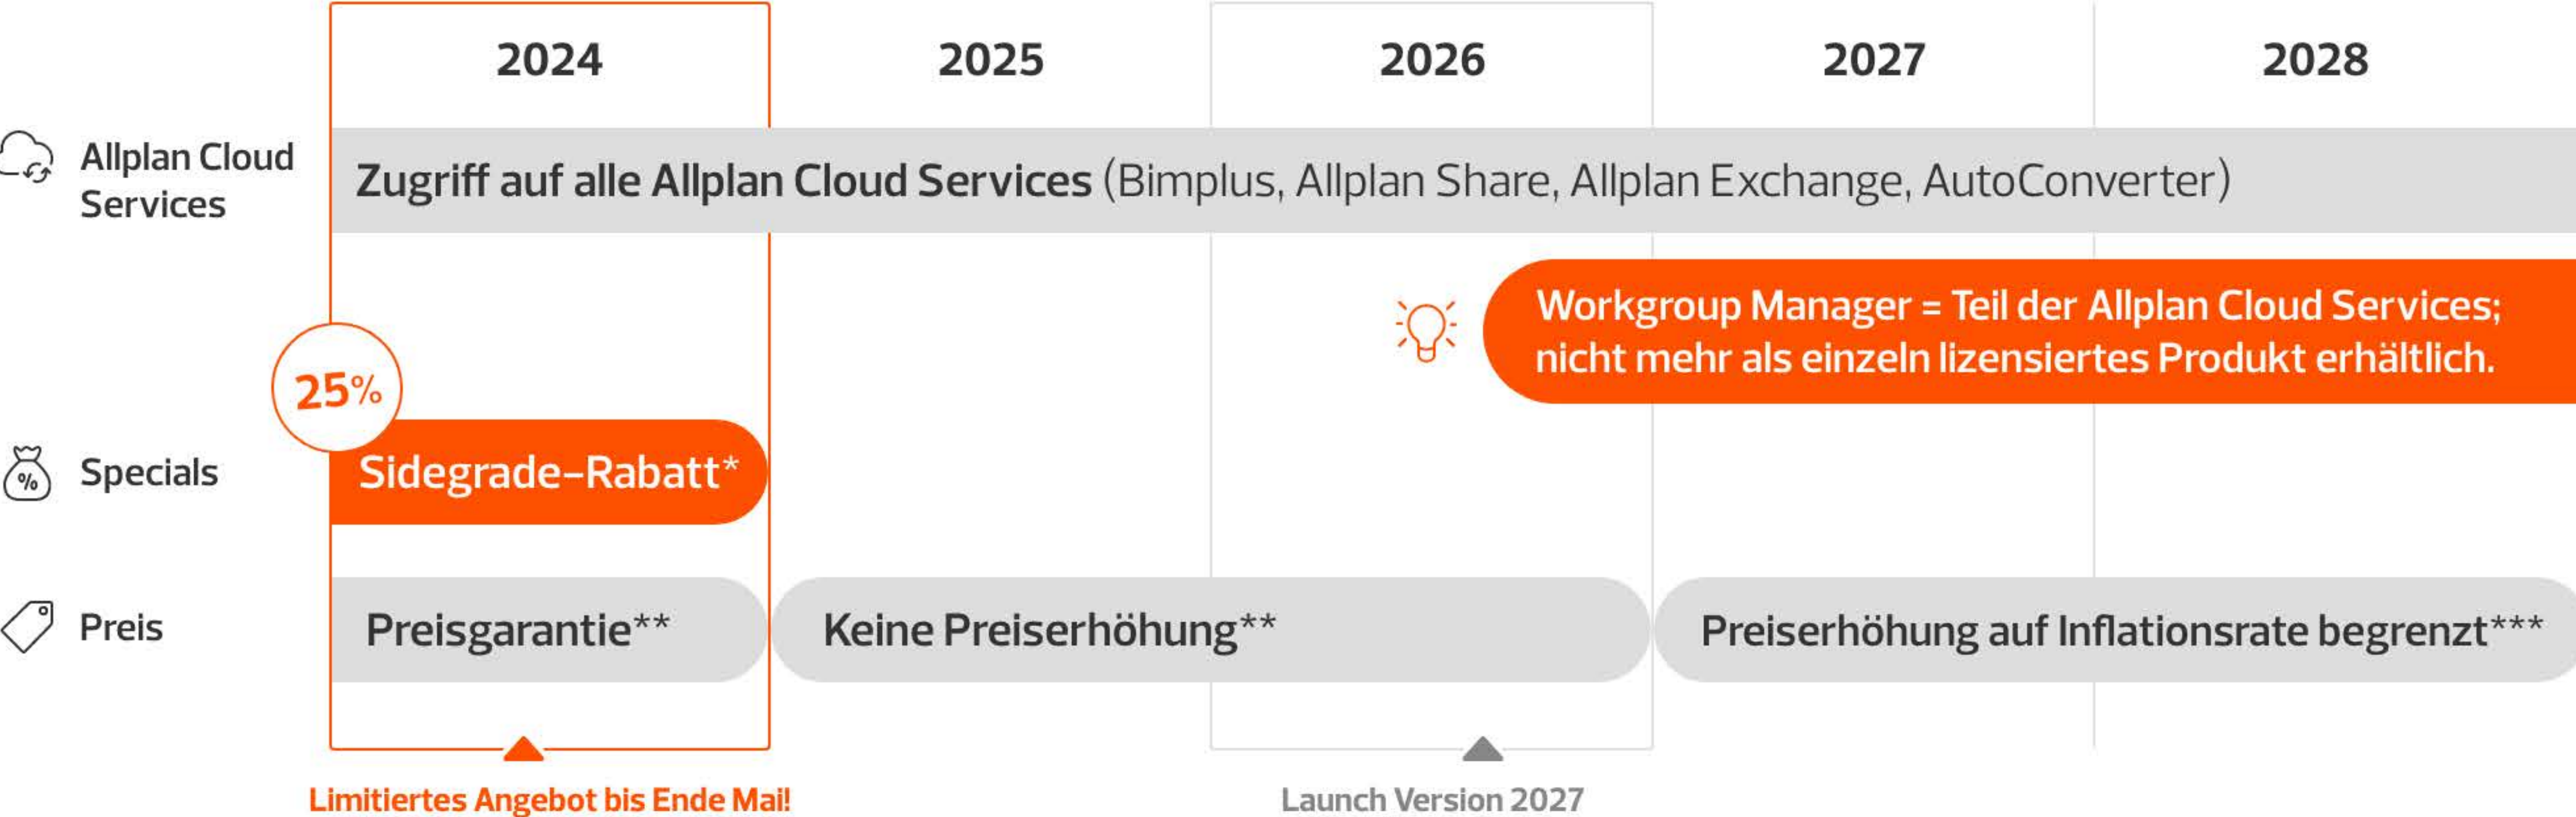 2024 2025 2026 2027 2028
Allplan Cloud
Services
Zugriff auf alle Allplan Cloud Services (Bimplus, Allplan Share, Allplan Exchange, AutoConverter)
Workgroup Manager = Teil der Allplan Cloud Services;
nicht mehr als einzeln lizensiertes Produkt erhältlich.
25%
%
Specials
Sidegrade-Rabatt*
Preis
Preisgarantie**
Keine Preiserhöhung**
Preiserhöhung auf Inflationsrate begrenzt***
Limitiertes Angebot bis Ende Mai!
Launch Version 2027